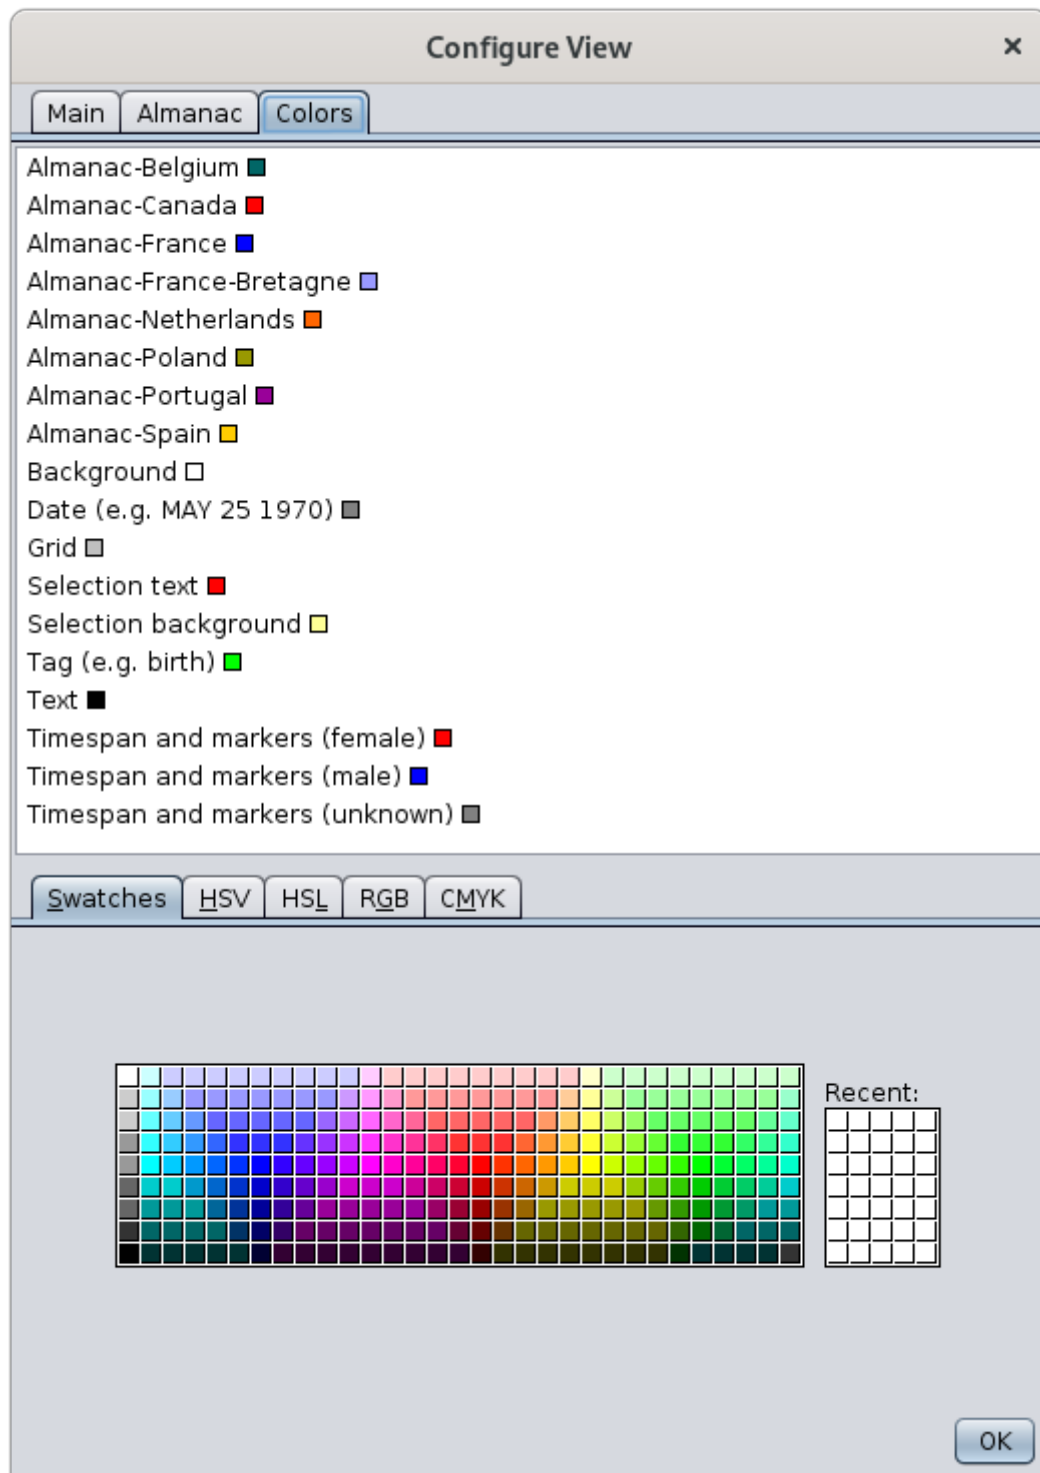 Configure View ×
Main Almanac Colors
Almanac-Belgium
Almanac-Canada
Almanac-France
Almanac-France-Bretagne
Almanac-Netherlands
Almanac-Poland
Almanac-Portugal
Almanac-Spain
Background
Date (e.g. MAY 25 1970)
Grid
Selection text
Selection background
Tag (e.g. birth)
Text
Timespan and markers (female)
Timespan and markers (male)
Timespan and markers (unknown)
Swatches HSV HSL RGB CMYK
Recent:
OK